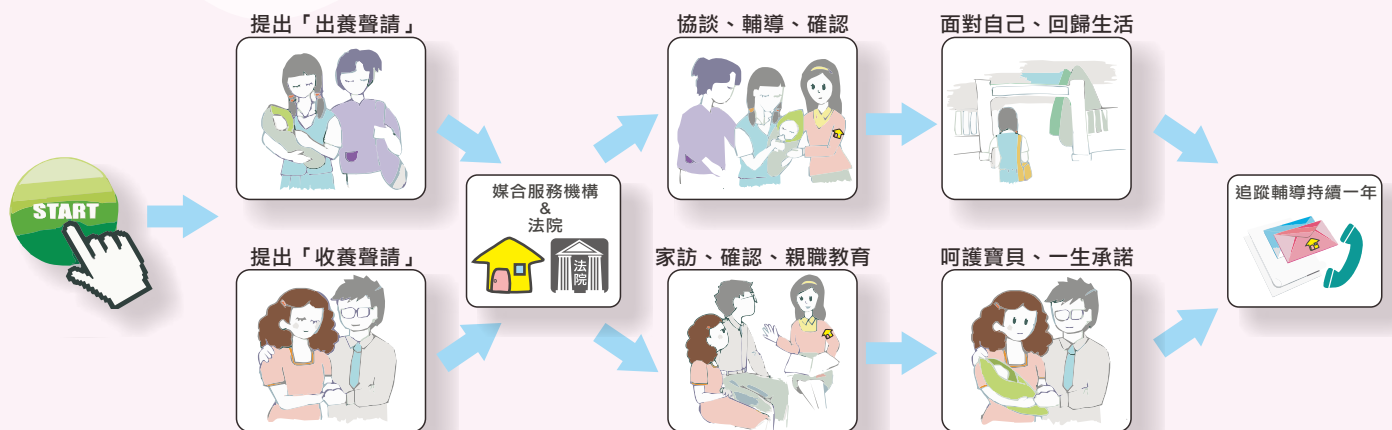 START
提出「出養聲請」
提出「收養聲請」
媒合服務機構
&
法院
法院
協談、輔導、確認
家訪、確認、親職教育
面對自己、回歸生活
呵護寶貝、一生承諾
追蹤輔導持續一年